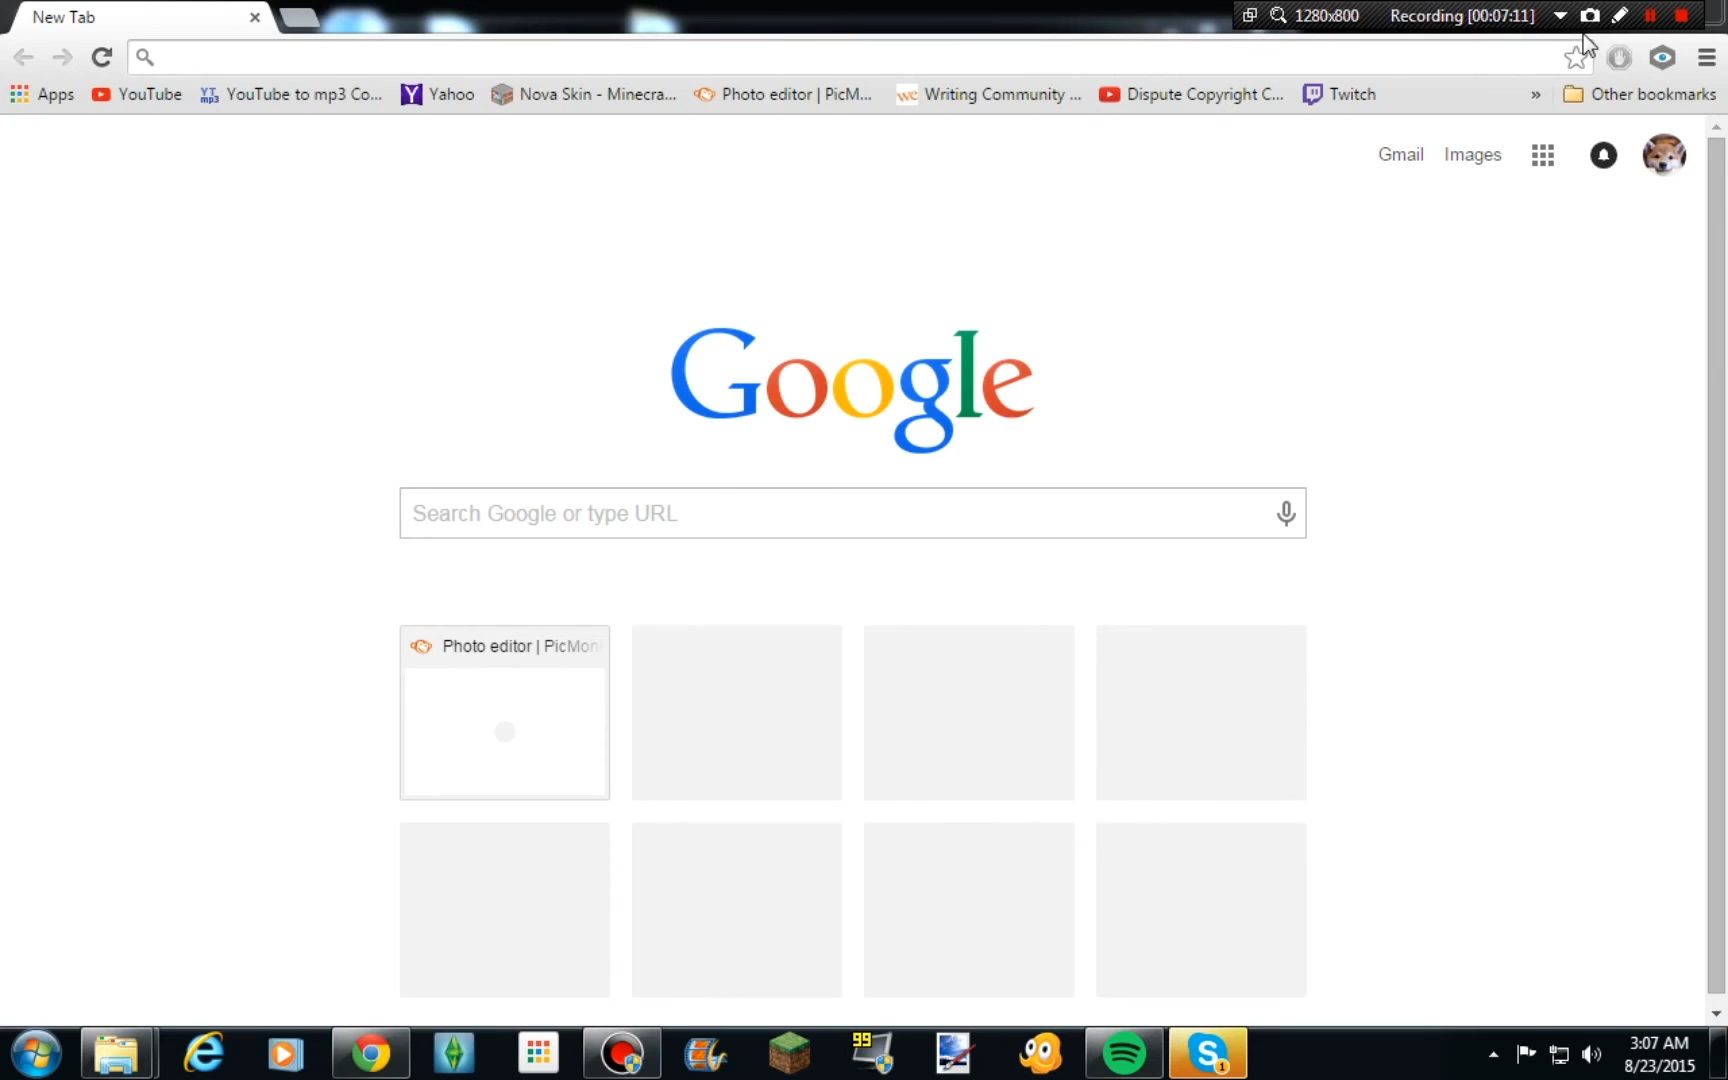 New Tab
1280x800 Recording [00:07:11]
Apps YouTube YouTube to mp3 Co... Yahoo Nova Skin - Minecra... Photo editor | PicM... Writing Community ... Dispute Copyright C... Twitch » Other bookmarks
Gmail Images
Google
Search Google or type URL
Photo editor | PicMon
99
3:07 AM
8/23/2015